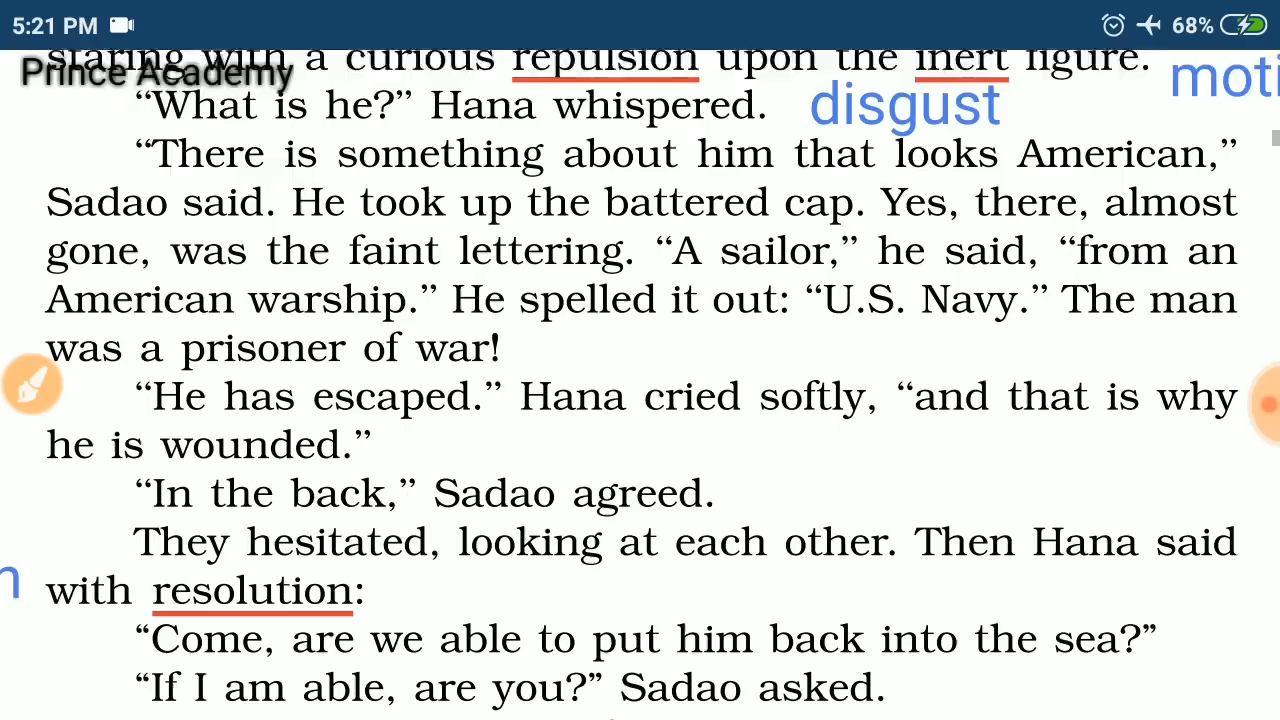 5:21 PM 68%
staring with a curious repulsion upon the inert figure.
Prince Academy
"What is he?" Hana whispered. disgust
"There is something about him that looks American,"
Sadao said. He took up the battered cap. Yes, there, almost
gone, was the faint lettering. "A sailor," he said, "from an
American warship." He spelled it out: "U.S. Navy." The man
was a prisoner of war!
"He has escaped." Hana cried softly, "and that is why
he is wounded."
"In the back," Sadao agreed.
They hesitated, looking at each other. Then Hana said
with resolution:
"Come, are we able to put him back into the sea?"
"If I am able, are you?" Sadao asked.